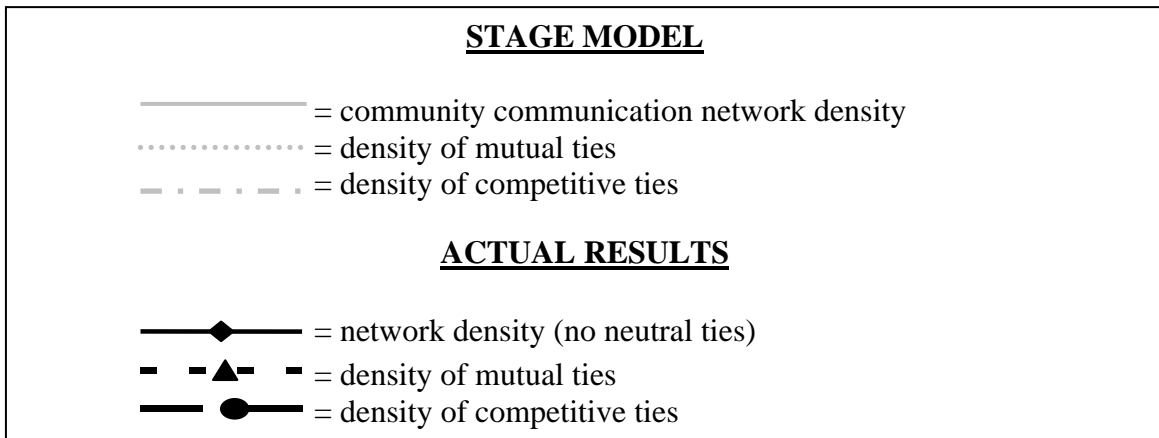 STAGE MODEL
= community communication network density
= density of mutual ties
= density of competitive ties
ACTUAL RESULTS
= network density (no neutral ties)
= density of mutual ties
= density of competitive ties